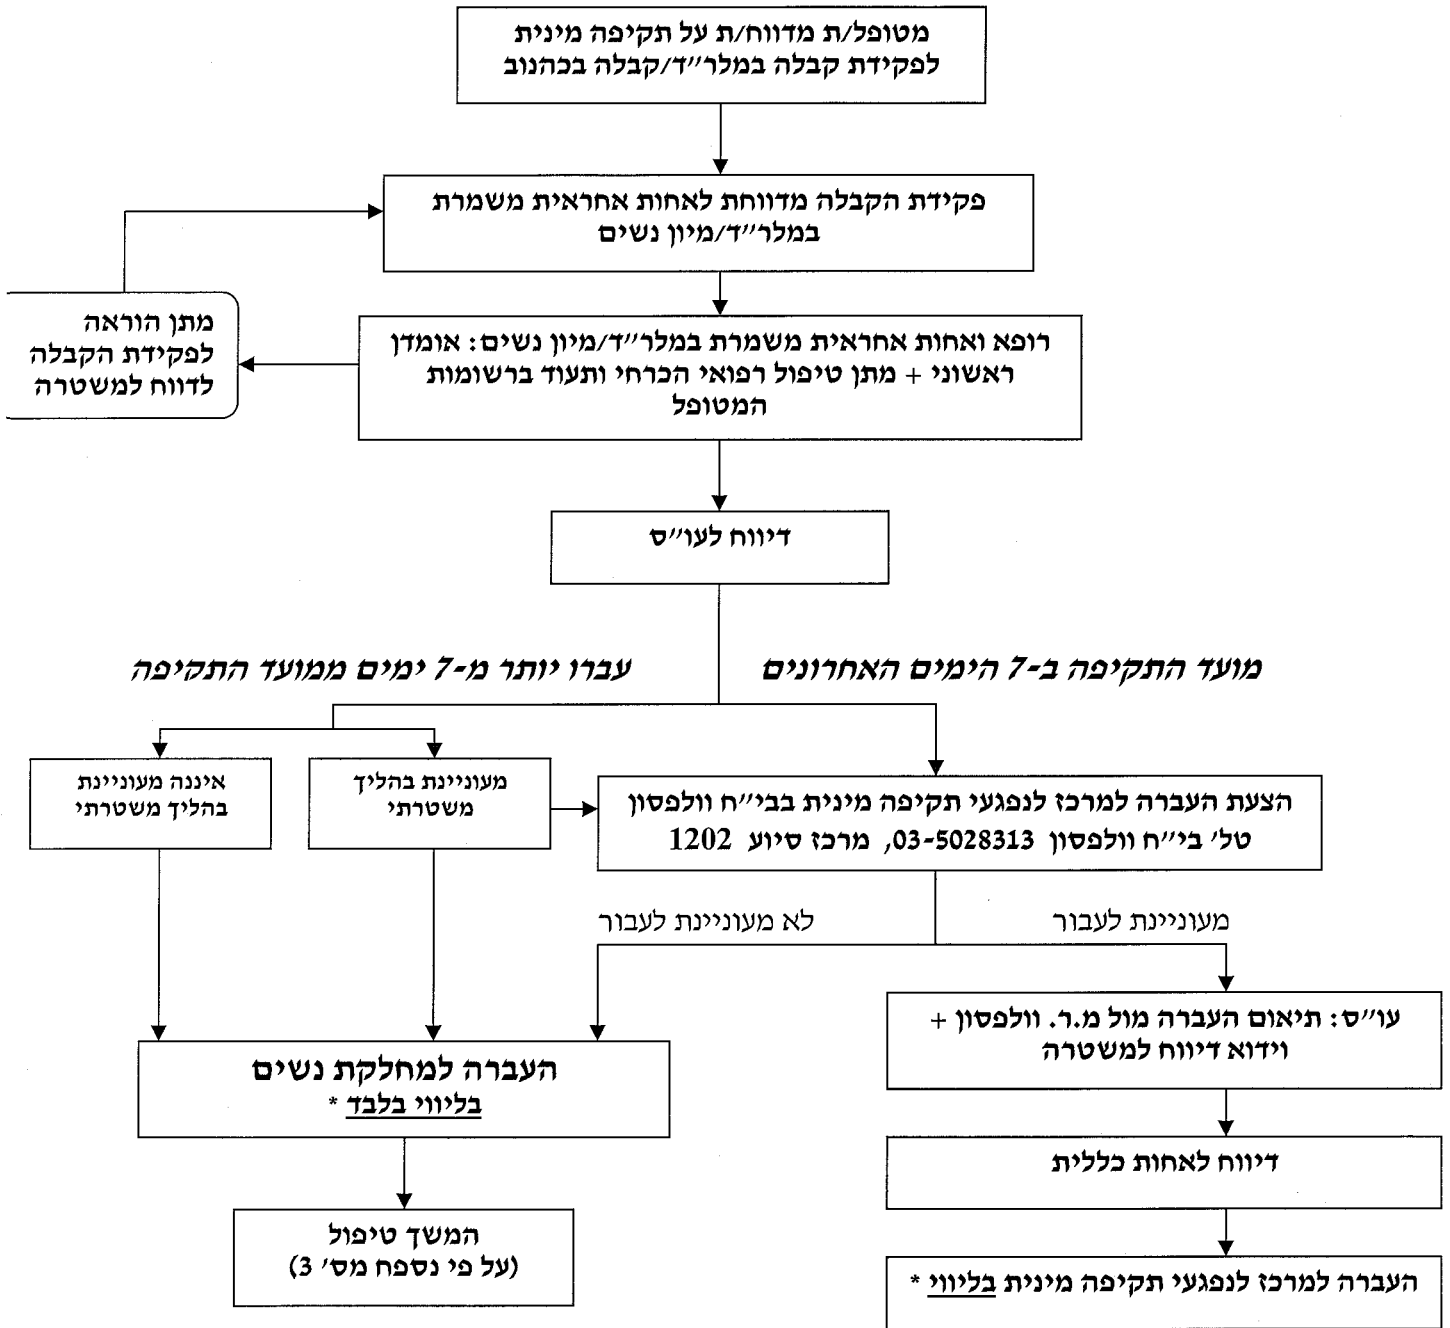 מטופל/ת מדווח/ת על תקיפה מינית
לפקידת קבלה במלר״ד/קבלה בכהנוב
פקידת הקבלה מדווחת לאחות אחראית משמרת
במלר״ד/מיון נשים
מתן הוראה
לפקידת הקבלה
לדווח למשטרה
רופא ואחות אחראית משמרת במלר״ד/מיון נשים: אומדן
ראשוני + מתן טיפול רפואי הכרחי ותעוד ברשומות
המטופל
דיווח לעו״ס
מועד התקיפה ב-7 הימים האחרונים
עברו יותר מ-7 ימים ממועד התקיפה
הצעת העברה למרכז לנפגעי תקיפה מינית בבי״ח וולפסון
טל׳ בי״ח וולפסון 03-5028313, מרכז סיוע 1202
מעוניינת בהליך
משטרתי
איננה מעוניינת
בהליך משטרתי
מעוניינת לעבור
לא מעוניינת לעבור
עו״ס: תיאום העברה מול מ.ר. וולפסון +
וידוא דיווח למשטרה
העברה למחלקת נשים
בליווי בלבד *
דיווח לאחות כללית
המשך טיפול
(על פי נספח מס׳ 3)
העברה למרכז לנפגעי תקיפה מינית בליווי *